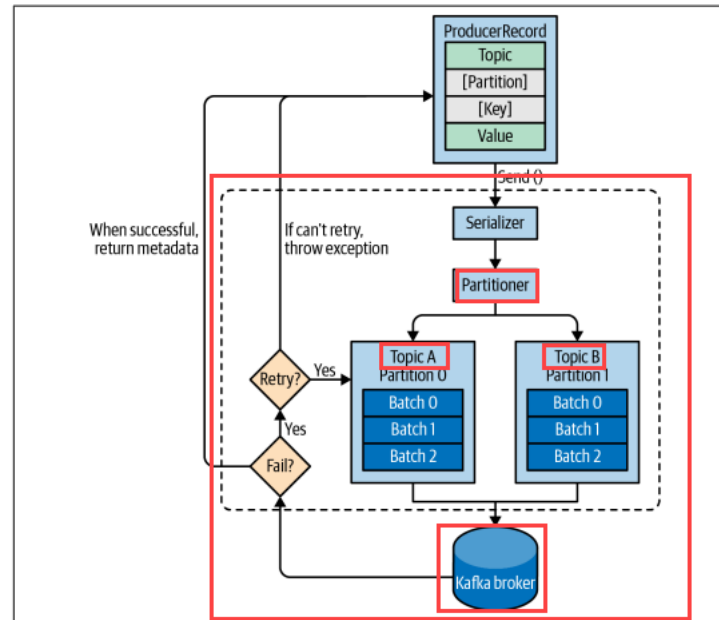 ProducerRecord
Topic
[Partition]
[Key]
Value
Send ()
When successful,
return metadata
If can't retry,
throw exception
Serializer
Partitioner
Topic A
Partition 0
Batch 0
Batch 1
Batch 2
Topic B
Partition 1
Batch 0
Batch 1
Batch 2
Retry?
Yes
Yes
Fail?
Kafka broker